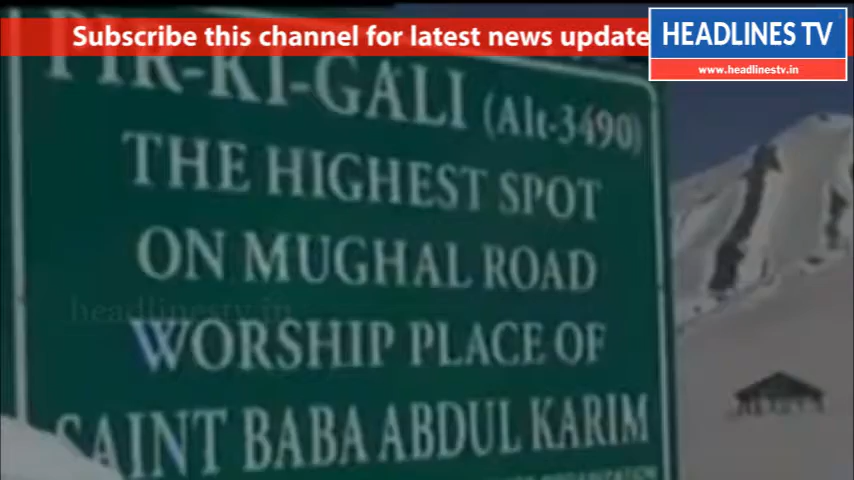 Subscribe this channel for latest news update
HEADLINES TV
www.headlinestv.in
PIR-KI-GALI (Alt-3490)
THE HIGHEST SPOT
ON MUGHAL ROAD
headlinestv.in
WORSHIP PLACE OF
SAINT BABA ABDUL KARIM
ORGANIZATION